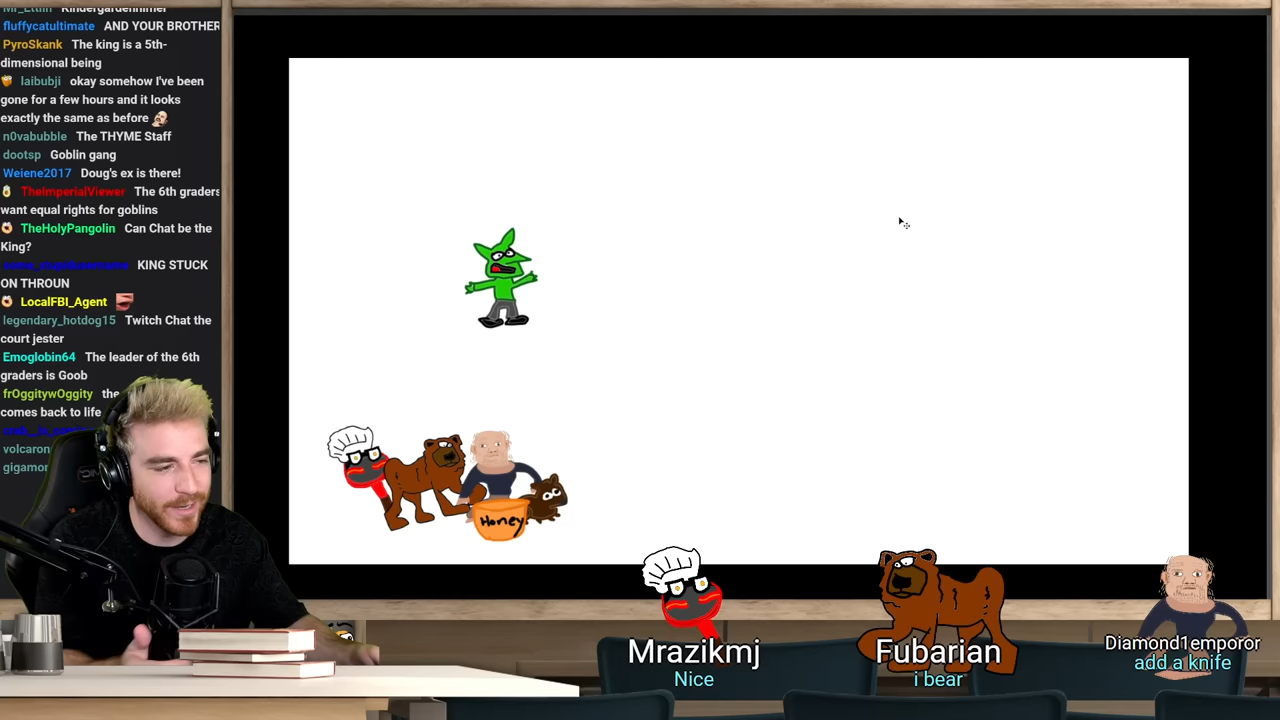 fluffycatultimate AND YOUR BROTHER
PyroSkank The king is a 5th-
dimensional being
laibubji okay somehow I've been
gone for a few hours and it looks
exactly the same as before
n0vabubble The THYME Staff
dootsp Goblin gang
Weiene2017 Doug's ex is there!
TheImperialViewer The 6th graders
want equal rights for goblins
TheHolyPangolin Can Chat be the
King?
KING STUCK
ON THROUN
LocalFBI_Agent
legendary_hotdog15 Twitch Chat the
court jester
Emoglobin64 The leader of the 6th
graders is Goob
frOggitywOggity the
comes back to life
volcaron
gigamon
Honey
Mrazikmj
Nice
Fubarian
i bear
Diamond1emporor
add a knife